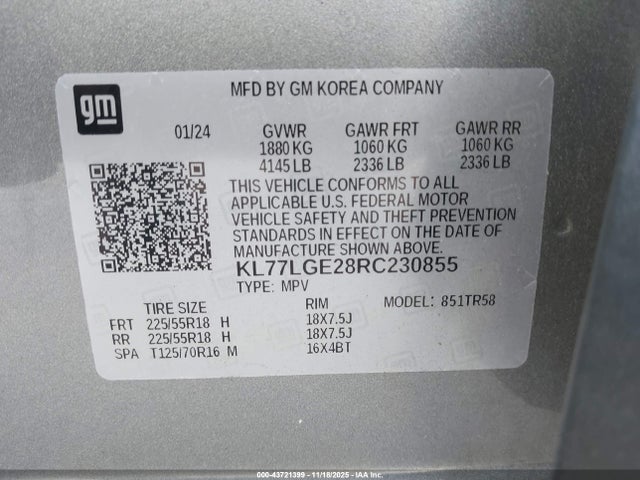 gm
MFD BY GM KOREA COMPANY
01/24 GVWR GAWR FRT GAWR RR
1880 KG 1060 KG 1060 KG
4145 LB 2336 LB 2336 LB
THIS VEHICLE CONFORMS TO ALL
APPLICABLE U.S. FEDERAL MOTOR
VEHICLE SAFETY AND THEFT PREVENTION
STANDARDS IN EFFECT ON THE DATE OF
MANUFACTURE SHOWN ABOVE.
KL77LGE28RC230855
TYPE: MPV
TIRE SIZE RIM MODEL: 851TR58
FRT 225/55R18 H 18X7.5J
RR 225/55R18 H 18X7.5J
SPA T125/70R16 M 16X4BT
000-43721399 - 11/18/2025 - IAAI.COM